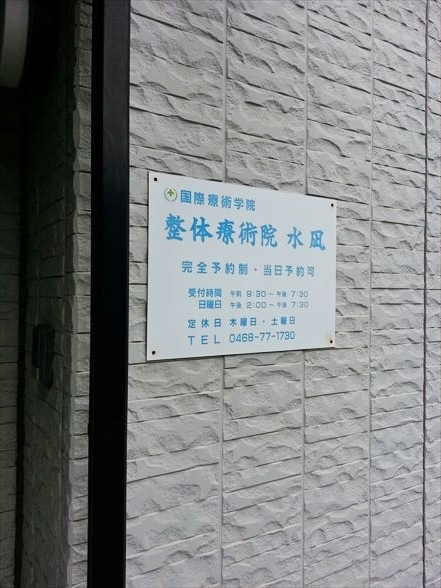 国際療術学院
整体療術院 水凪
完全予約制・当日予約可
受付時間 午前 9:30～午後 7:30
日曜日 午後 2:00～午後 7:30
定休日 木曜日・土曜日
TEL 0468-77-1730